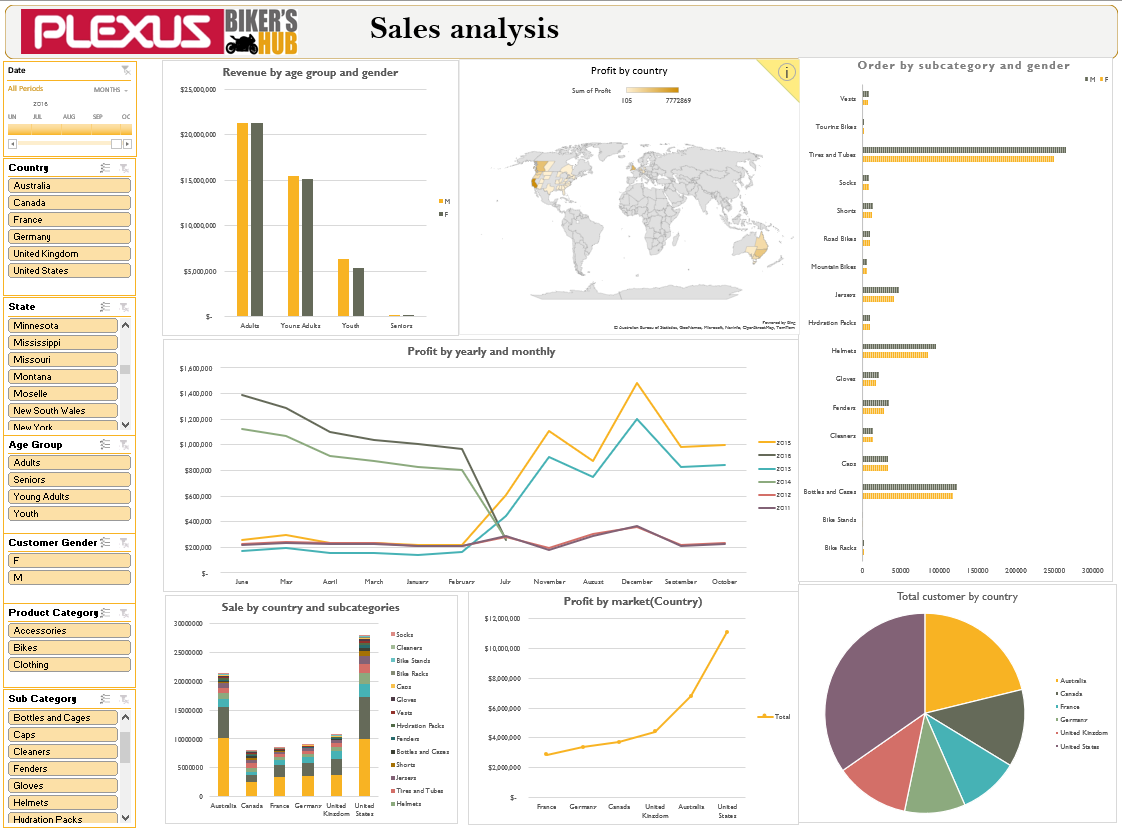 PLEXUS BIKER'S HUB
Sales analysis
Date
All Periods MONTHS
2016
UN JUL AUG SEP OC
Country
Australia
Canada
France
Germany
United Kingdom
United States
State
Minnesota
Mississippi
Missouri
Montana
Moselle
New South Wales
New York
Age Group
Adults
Seniors
Young Adults
Youth
Customer Gender
F
M
Product Category
Accessories
Bikes
Clothing
Sub Category
Bottles and Cages
Caps
Cleaners
Fenders
Gloves
Helmets
Hydration Packs
Revenue by age group and gender
$25,000,000
$20,000,000
$15,000,000
$10,000,000
$5,000,000
$-
Adults Young Adults Youth Seniors
M
F
Profit by country
Sum of Profit
105 7772869
i
Powered by Bing
© Australian Bureau of Statistics, GeoNames, Microsoft, Navinfo, OpenStreetMap, TomTom
Order by subcategory and gender
M F
Vests
Touring Bikes
Tires and Tubes
Socks
Shorts
Road Bikes
Mountain Bikes
Jerseys
Hydration Packs
Helmets
Gloves
Fenders
Cleaners
Caps
Bottles and Cages
Bike Stands
Bike Racks
0 50000 100000 150000 200000 250000 300000
Profit by yearly and monthly
$1,600,000
$1,400,000
$1,200,000
$1,000,000
$800,000
$600,000
$400,000
$200,000
$-
June May April March January February July November August December September October
2015
2016
2013
2014
2012
2011
Sale by country and subcategories
30000000
25000000
20000000
15000000
10000000
5000000
0
Australia Canada France Germany United Kingdom United States
Socks
Cleaners
Bike Stands
Bike Racks
Caps
Gloves
Vests
Hydration Packs
Fenders
Bottles and Cages
Shorts
Jerseys
Tires and Tubes
Helmets
Profit by market(Country)
$12,000,000
$10,000,000
$8,000,000
$6,000,000
$4,000,000
$2,000,000
$-
France Germany Canada United Kingdom Australia United States
Total
Total customer by country
Australia
Canada
France
Germany
United Kingdom
United States